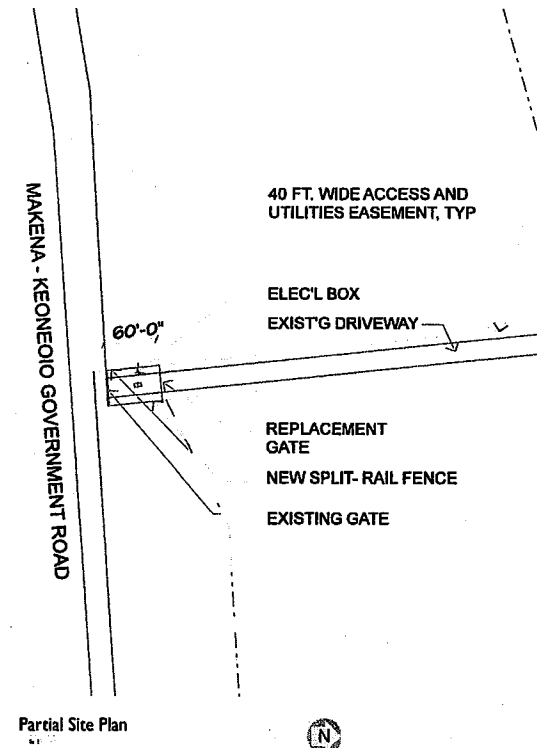 40 FT. WIDE ACCESS AND
UTILITIES EASEMENT, TYP
MAKENA - KEONEOIO GOVERNMENT ROAD
ELEC'L BOX
60'-0"
EXIST'G DRIVEWAY
REPLACEMENT
GATE
NEW SPLIT- RAIL FENCE
EXISTING GATE
Partial Site Plan
N